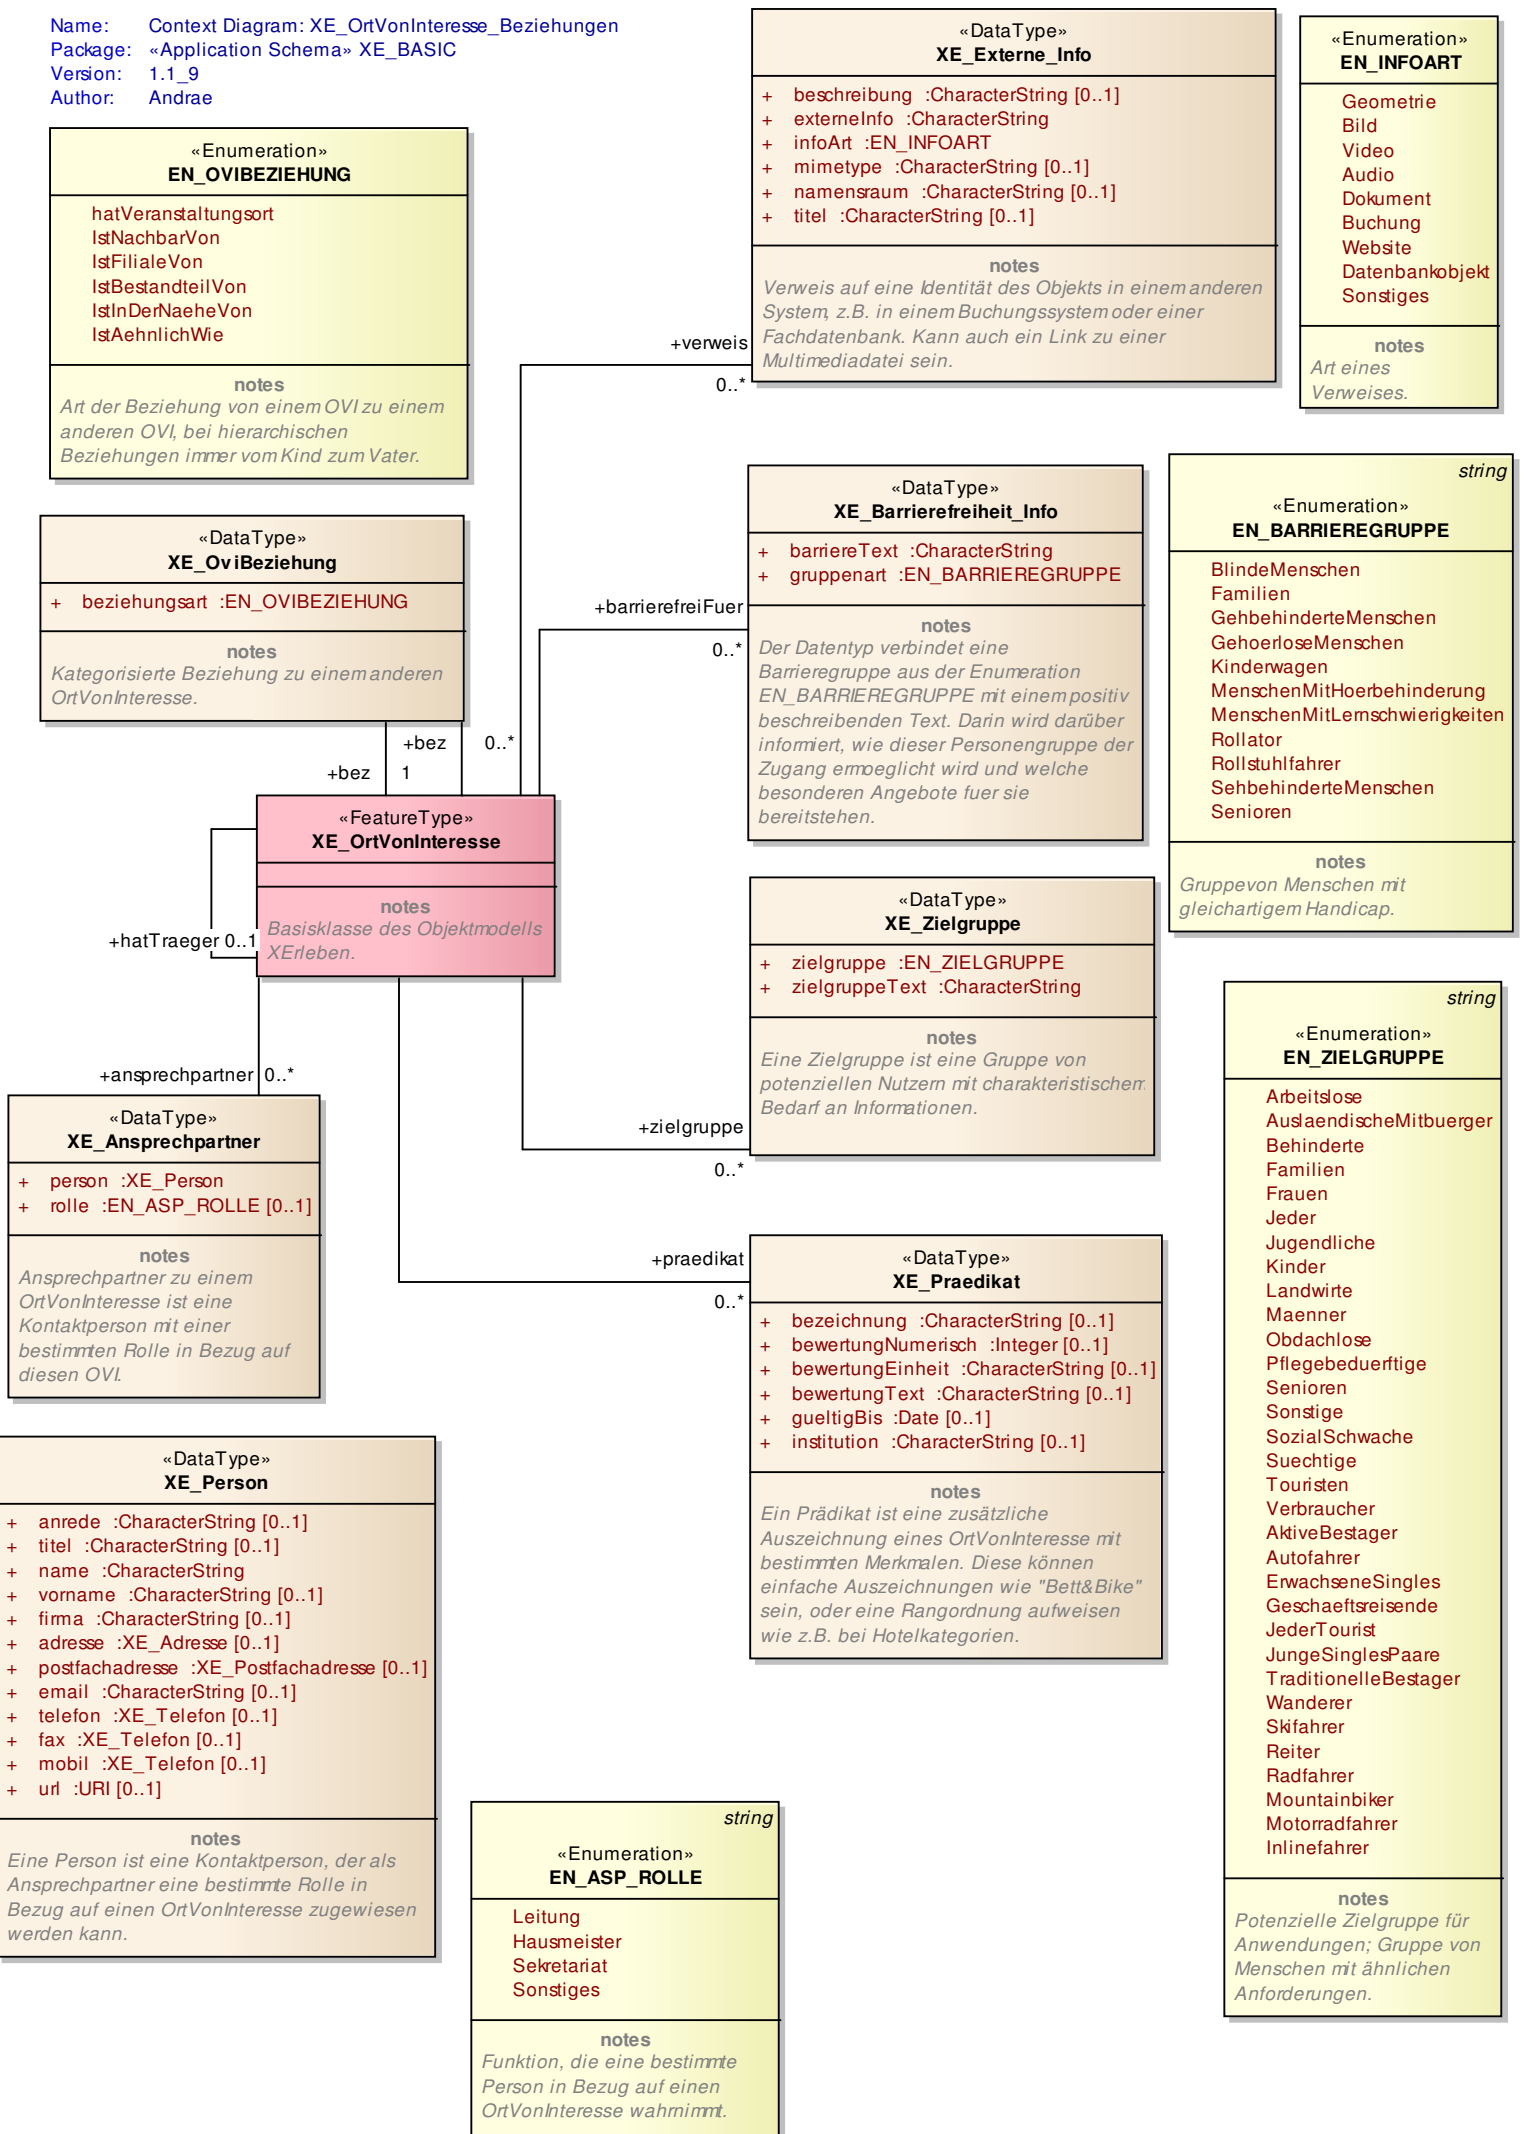 Name: Context Diagram: XE_OrtVonInteresse_Beziehungen
Package: «Application Schema» XE_BASIC
Version: 1.1_9
Author: Andrae
«Enumeration»
EN_OVIBEZIEHUNG
hatVeranstaltungsort
IstNachbarVon
IstFilialeVon
IstBestandteilVon
IstInDerNaeheVon
IstAehnlichWie
notes
Art der Beziehung von einem OVI zu einem
anderen OVI, bei hierarchischen
Beziehungen immer vom Kind zum Vater.
«DataType»
XE_Externe_Info
+ beschreibung :CharacterString [0..1]
+ externeInfo :CharacterString
+ infoArt :EN_INFOART
+ mimetype :CharacterString [0..1]
+ namensraum :CharacterString [0..1]
+ titel :CharacterString [0..1]
notes
Verweis auf eine Identität des Objekts in einem anderen
System, z.B. in einem Buchungssystem oder einer
Fachdatenbank. Kann auch ein Link zu einer
Multimediadatei sein.
«Enumeration»
EN_INFOART
Geometrie
Bild
Video
Audio
Dokument
Buchung
Website
Datenbankobjekt
Sonstiges
notes
Art eines
Verweises.
+verweis
0..*
«DataType»
XE_OviBeziehung
+ beziehungsart :EN_OVIBEZIEHUNG
notes
Kategorisierte Beziehung zu einem anderen
OrtVonInteresse.
«DataType»
XE_Barrierefreiheit_Info
+ barriereText :CharacterString
+ gruppenart :EN_BARRIEREGRUPPE
notes
Der Datentyp verbindet eine
Barrieregruppe aus der Enumeration
EN_BARRIEREGRUPPE mit einem positiv
beschreibenden Text. Darin wird darüber
informiert, wie dieser Personengruppe der
Zugang ermoeglicht wird und welche
besonderen Angebote fuer sie
bereitstehen.
string
«Enumeration»
EN_BARRIEREGRUPPE
BlindeMenschen
Familien
GehbehinderteMenschen
GehoerloseMenschen
Kinderwagen
MenschenMitHoerbehinderung
MenschenMitLernschwierigkeiten
Rollator
Rollstuhlfahrer
SehbehinderteMenschen
Senioren
notes
Gruppevon Menschen mit
gleichartigem Handicap.
+barrierefreiFuer
0..*
+bez 0..*
+bez 1
«FeatureType»
XE_OrtVonInteresse
notes
Basisklasse des Objektmodells
XErleben.
+hatTraeger 0..1
«DataType»
XE_Zielgruppe
+ zielgruppe :EN_ZIELGRUPPE
+ zielgruppeText :CharacterString
notes
Eine Zielgruppe ist eine Gruppe von
potenziellen Nutzern mit charakteristischem
Bedarf an Informationen.
+zielgruppe
0..*
+ansprechpartner 0..*
«DataType»
XE_Ansprechpartner
+ person :XE_Person
+ rolle :EN_ASP_ROLLE [0..1]
notes
Ansprechpartner zu einem
OrtVonInteresse ist eine
Kontaktperson mit einer
bestimmten Rolle in Bezug auf
diesen OVI.
+praedikat
0..*
«DataType»
XE_Praedikat
+ bezeichnung :CharacterString [0..1]
+ bewertungNumerisch :Integer [0..1]
+ bewertungEinheit :CharacterString [0..1]
+ bewertungText :CharacterString [0..1]
+ gueltigBis :Date [0..1]
+ institution :CharacterString [0..1]
notes
Ein Prädikat ist eine zusätzliche
Auszeichnung eines OrtVonInteresse mit
bestimmten Merkmalen. Diese können
einfache Auszeichnungen wie "Bett&Bike"
sein, oder eine Rangordnung aufweisen
wie z.B. bei Hotelkategorien.
string
«Enumeration»
EN_ZIELGRUPPE
Arbeitslose
AuslaendischeMitbuerger
Behinderte
Familien
Frauen
Jeder
Jugendliche
Kinder
Landwirte
Maenner
Obdachlose
Pflegebeduerftige
Senioren
Sonstige
SozialSchwache
Suechtige
Touristen
Verbraucher
AktiveBestager
Autofahrer
ErwachseneSingles
Geschaeftsreisende
JederTourist
JungeSinglesPaare
TraditionelleBestager
Wanderer
Skifahrer
Reiter
Radfahrer
Mountainbiker
Motorradfahrer
Inlinefahrer
notes
Potenzielle Zielgruppe für
Anwendungen; Gruppe von
Menschen mit ähnlichen
Anforderungen.
«DataType»
XE_Person
+ anrede :CharacterString [0..1]
+ titel :CharacterString [0..1]
+ name :CharacterString
+ vorname :CharacterString [0..1]
+ firma :CharacterString [0..1]
+ adresse :XE_Adresse [0..1]
+ postfachadresse :XE_Postfachadresse [0..1]
+ email :CharacterString [0..1]
+ telefon :XE_Telefon [0..1]
+ fax :XE_Telefon [0..1]
+ mobil :XE_Telefon [0..1]
+ url :URI [0..1]
notes
Eine Person ist eine Kontaktperson, der als
Ansprechpartner eine bestimmte Rolle in
Bezug auf einen OrtVonInteresse zugewiesen
werden kann.
string
«Enumeration»
EN_ASP_ROLLE
Leitung
Hausmeister
Sekretariat
Sonstiges
notes
Funktion, die eine bestimmte
Person in Bezug auf einen
OrtVonInteresse wahrnimmt.